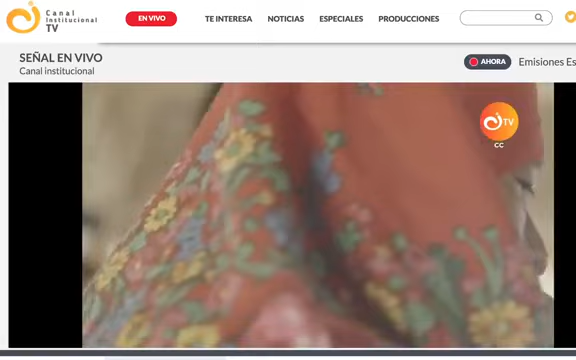 Canal
Institucional
TV
EN VIVO
TE INTERESA
NOTICIAS
ESPECIALES
PRODUCCIONES
SEÑAL EN VIVO
Canal institucional
AHORA
Emisiones Es
TV
CC